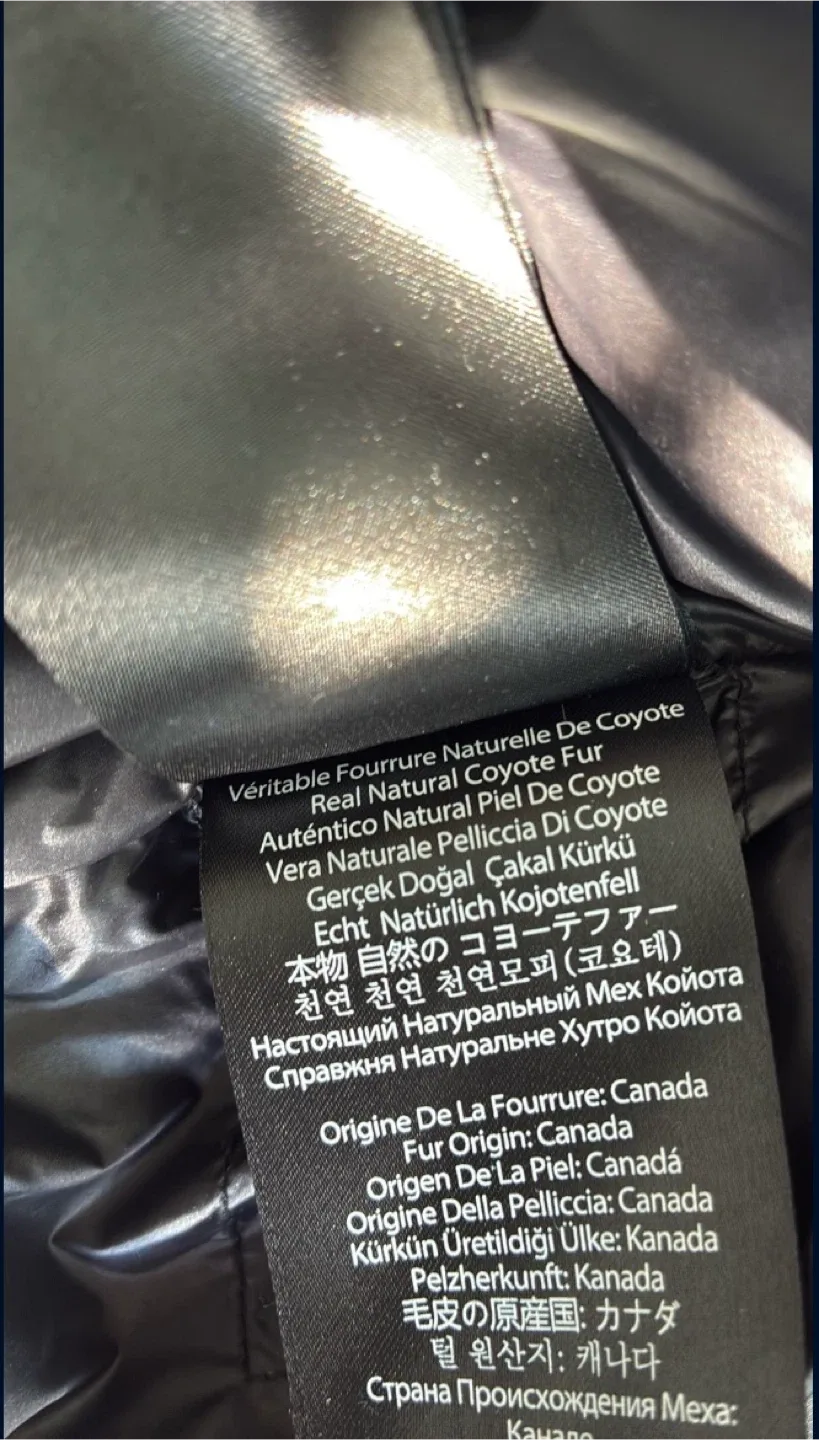 Véritable Fourrure Naturelle De Coyote
Real Natural Coyote Fur
Auténtico Natural Piel De Coyote
Vera Naturale Pelliccia Di Coyote
Gerçek Doğal Çakal Kürkü
Echt Natürlich Kojotenfell
本物 自然の コヨーテファー
천연 천연 천연모피(코요테)
Настоящий Натуральный Мех Койота
Справжня Натуральне Хутро Койота
Origine De La Fourrure: Canada
Fur Origin: Canada
Origen De La Piel: Canadá
Origine Della Pelliccia: Canada
Kürkün Üretildiği Ülke: Kanada
Pelzherkunft: Kanada
毛皮の原産国: カナダ
털 원산지: 캐나다
Страна Происхождения Меха: